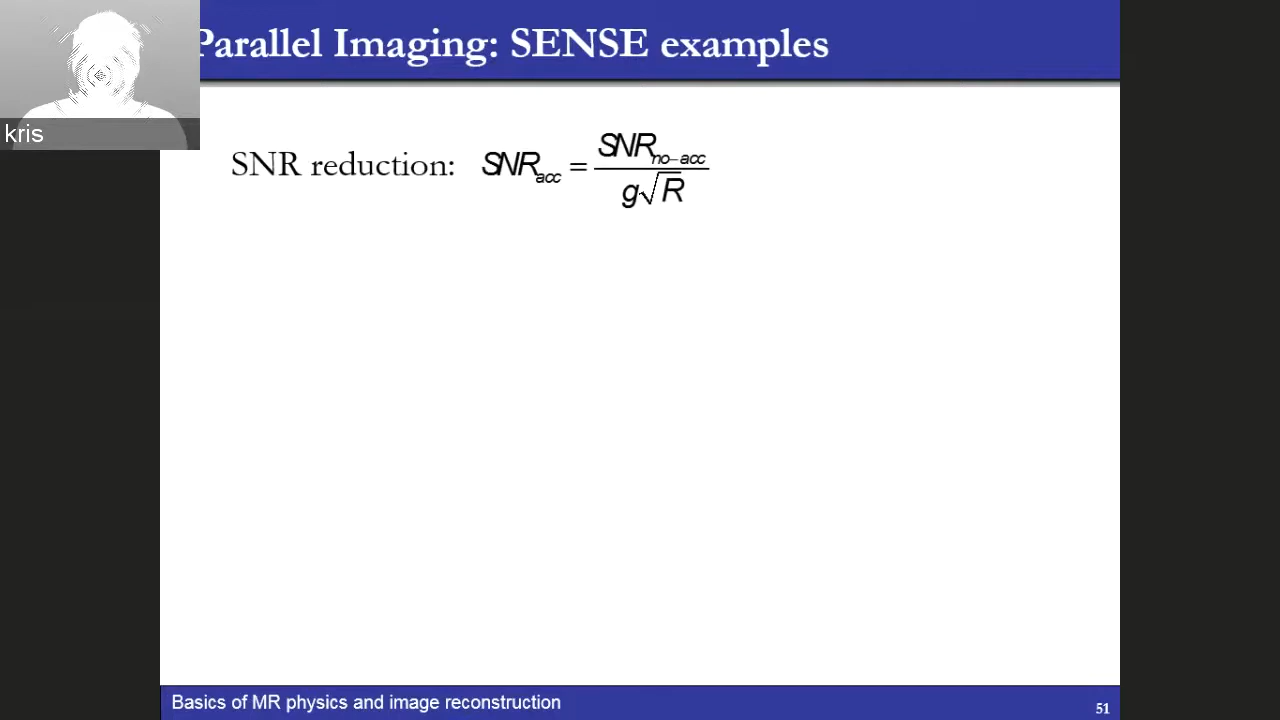 Parallel Imaging: SENSE examples
kris
SNR reduction: SNR_acc = SNR_no-acc / g√R
Basics of MR physics and image reconstruction
51